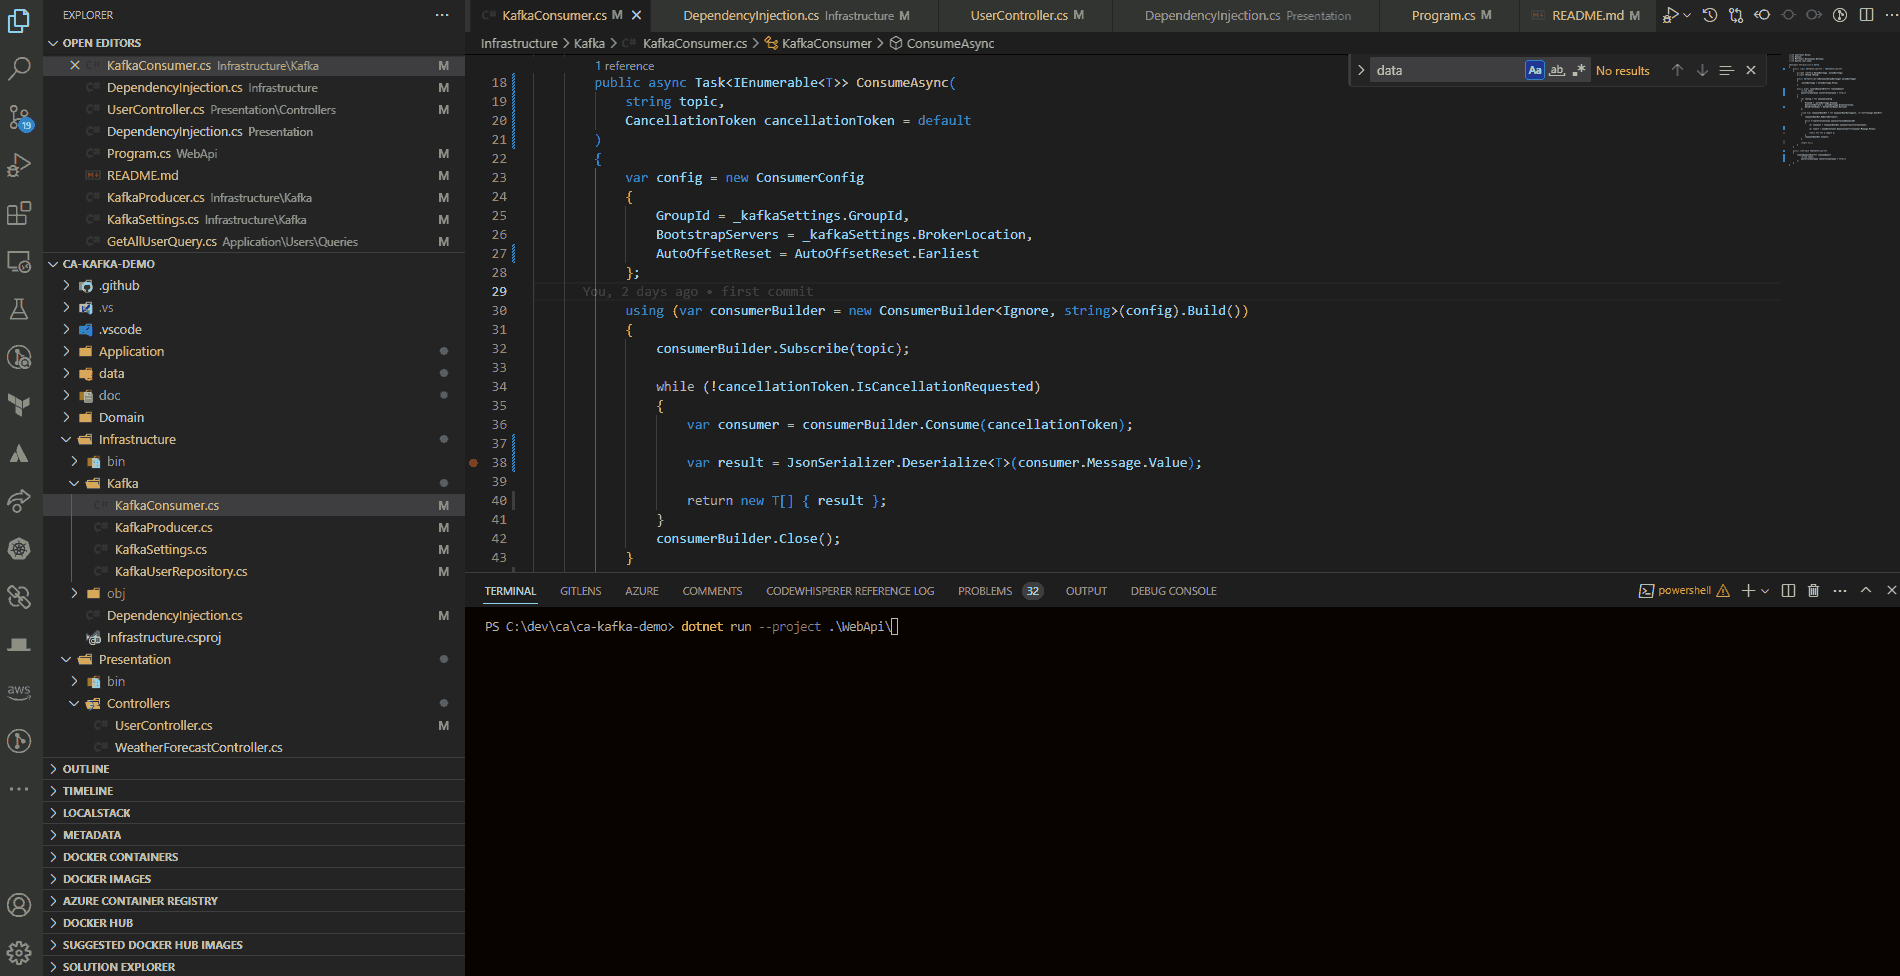 EXPLORER
OPEN EDITORS
KafkaConsumer.cs Infrastructure\Kafka M
DependencyInjection.cs Infrastructure M
UserController.cs Presentation\Controllers M
DependencyInjection.cs Presentation
Program.cs WebApi M
README.md M
KafkaProducer.cs Infrastructure\Kafka M
KafkaSettings.cs Infrastructure\Kafka M
GetAllUserQuery.cs Application\Users\Queries M
CA-KAFKA-DEMO
.github
.vs
.vscode
Application
data
doc
Domain
Infrastructure
bin
Kafka
KafkaConsumer.cs M
KafkaProducer.cs M
KafkaSettings.cs M
KafkaUserRepository.cs M
obj
DependencyInjection.cs M
Infrastructure.csproj
Presentation
bin
Controllers
UserController.cs M
WeatherForecastController.cs
OUTLINE
TIMELINE
LOCALSTACK
METADATA
DOCKER CONTAINERS
DOCKER IMAGES
AZURE CONTAINER REGISTRY
DOCKER HUB
SUGGESTED DOCKER HUB IMAGES
SOLUTION EXPLORER
19
aws
KafkaConsumer.cs M DependencyInjection.cs Infrastructure M UserController.cs M DependencyInjection.cs Presentation Program.cs M README.md M
Infrastructure > Kafka > KafkaConsumer.cs > KafkaConsumer > ConsumeAsync
data Aa ab .* No results
1 reference
18 public async Task<IEnumerable<T>> ConsumeAsync(
19 string topic,
20 CancellationToken cancellationToken = default
21 )
22 {
23 var config = new ConsumerConfig
24 {
25 GroupId = _kafkaSettings.GroupId,
26 BootstrapServers = _kafkaSettings.BrokerLocation,
27 AutoOffsetReset = AutoOffsetReset.Earliest
28 };
29 You, 2 days ago • first commit
30 using (var consumerBuilder = new ConsumerBuilder<Ignore, string>(config).Build())
31 {
32 consumerBuilder.Subscribe(topic);
33
34 while (!cancellationToken.IsCancellationRequested)
35 {
36 var consumer = consumerBuilder.Consume(cancellationToken);
37
38 var result = JsonSerializer.Deserialize<T>(consumer.Message.Value);
39
40 return new T[] { result };
41 }
42 consumerBuilder.Close();
43 }
TERMINAL GITLENS AZURE COMMENTS CODEWHISPERER REFERENCE LOG PROBLEMS 32 OUTPUT DEBUG CONSOLE
powershell
PS C:\dev\ca\ca-kafka-demo> dotnet run --project .\WebApi\